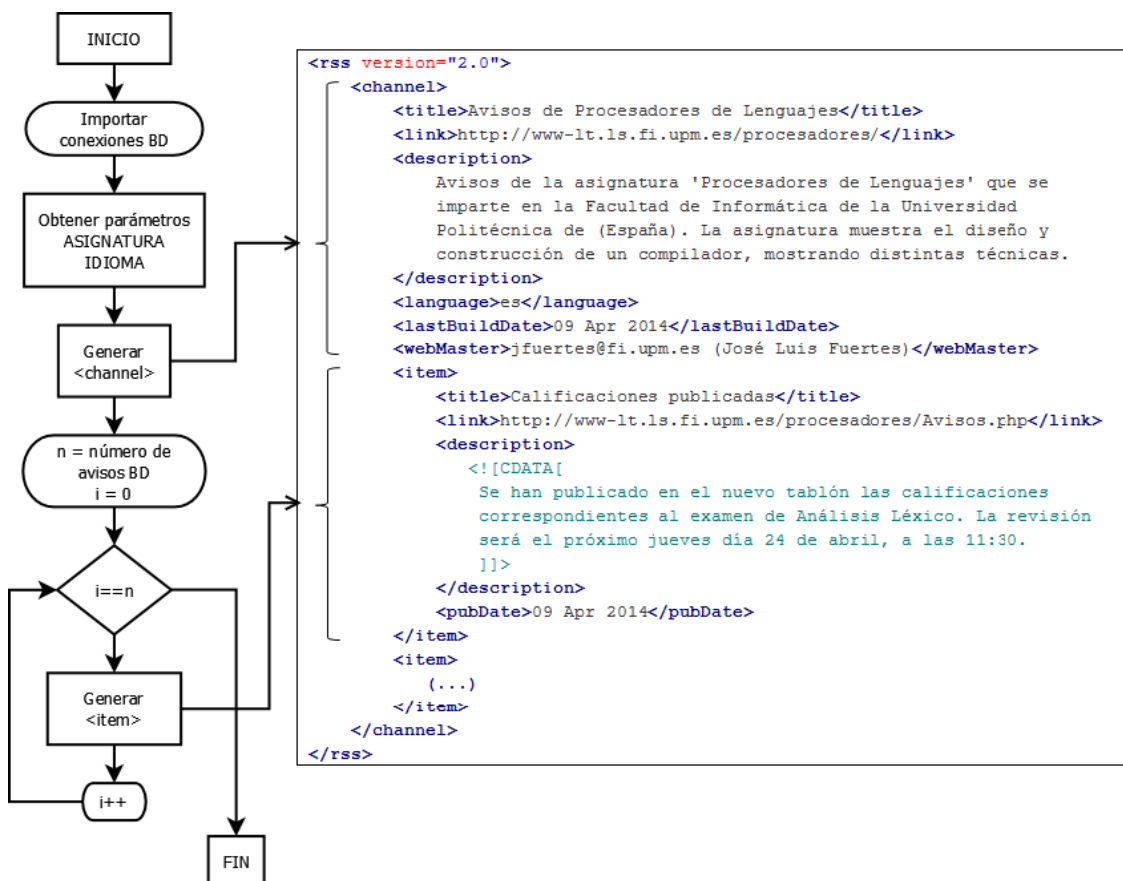 INICIO
Importar
conexiones BD
Obtener parámetros
ASIGNATURA
IDIOMA
Generar
<channel>
n = número de
avisos BD
i = 0
i==n
Generar
<item>
i++
FIN
<rss version="2.0">
<channel>
<title>Avisos de Procesadores de Lenguajes</title>
<link>http://www-lt.ls.fi.upm.es/procesadores/</link>
<description>
Avisos de la asignatura 'Procesadores de Lenguajes' que se
imparte en la Facultad de Informática de la Universidad
Politécnica de (España). La asignatura muestra el diseño y
construcción de un compilador, mostrando distintas técnicas.
</description>
<language>es</language>
<lastBuildDate>09 Apr 2014</lastBuildDate>
<webMaster>jfuertes@fi.upm.es (José Luis Fuertes)</webMaster>
<item>
<title>Calificaciones publicadas</title>
<link>http://www-lt.ls.fi.upm.es/procesadores/Avisos.php</link>
<description>
<![CDATA[
Se han publicado en el nuevo tablón las calificaciones
correspondientes al examen de Análisis Léxico. La revisión
será el próximo jueves día 24 de abril, a las 11:30.
]]>
</description>
<pubDate>09 Apr 2014</pubDate>
</item>
<item>
(...)
</item>
</channel>
</rss>